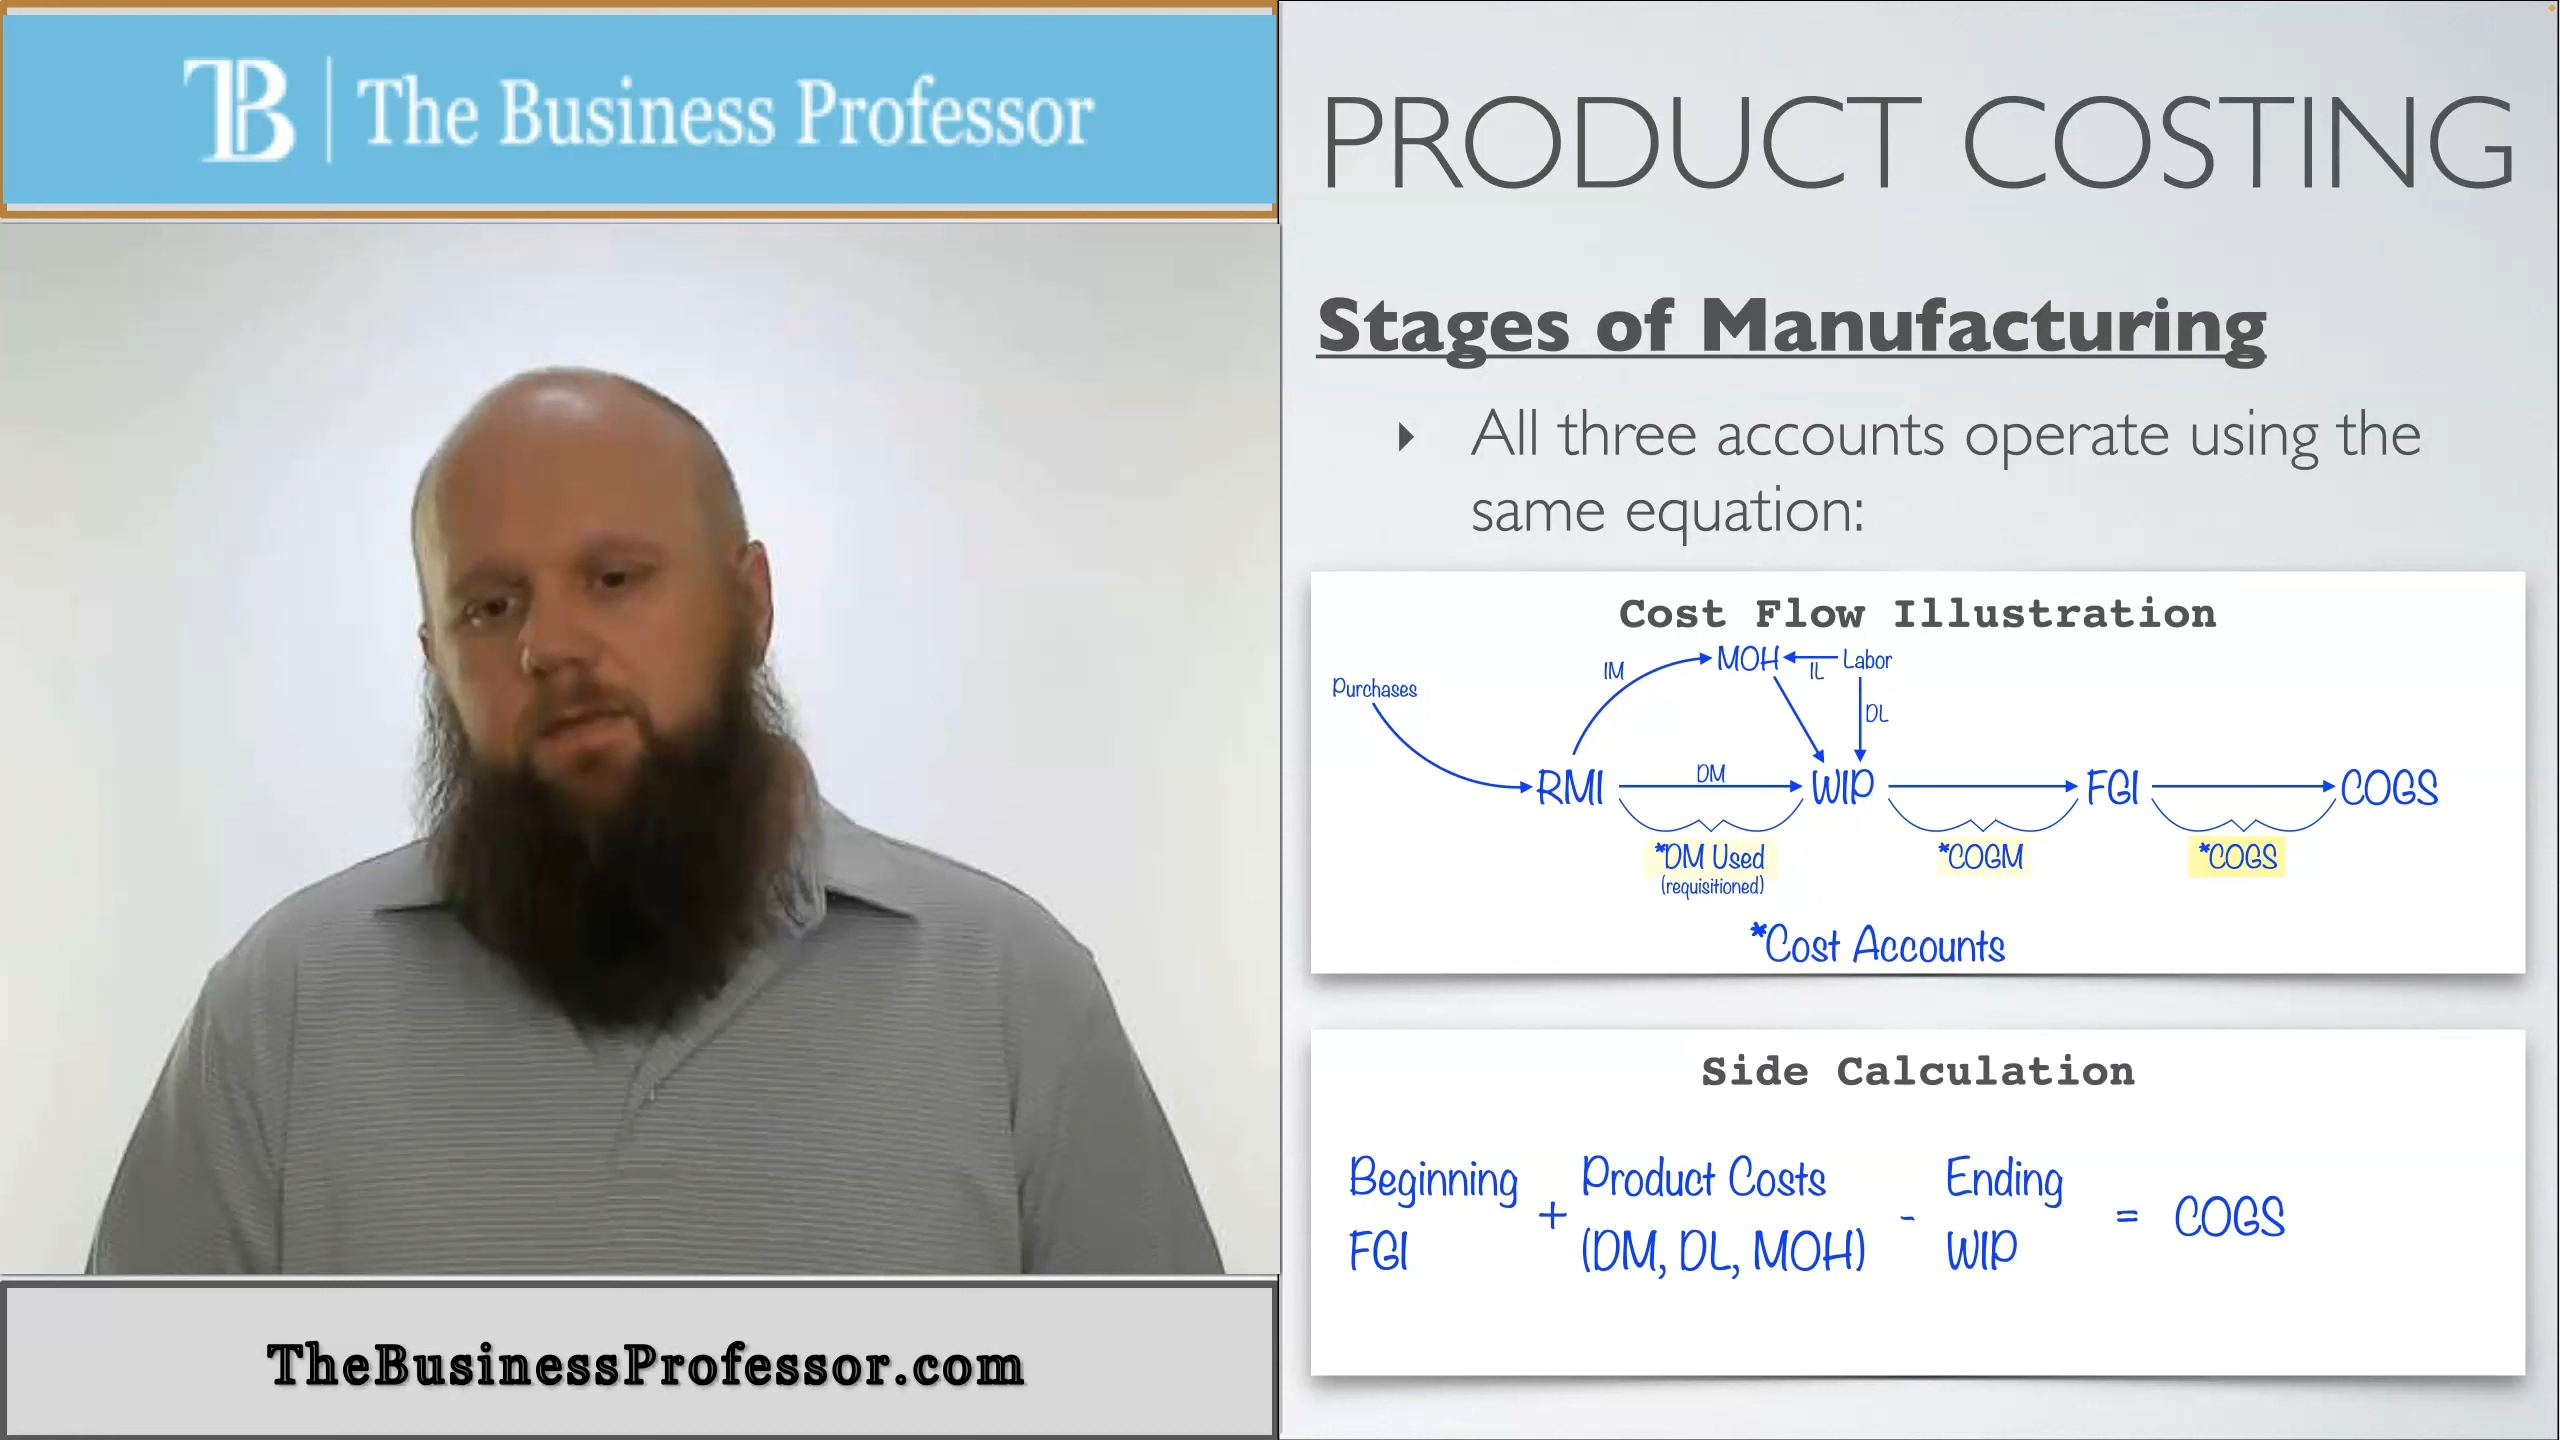 TB | The Business Professor
PRODUCT COSTING
Stages of Manufacturing
All three accounts operate using the
same equation:
Cost Flow Illustration
MOH
Labor
IM
IL
Purchases
DL
DM
RMI
WIP
FGI
COGS
*DM Used
(requisitioned)
*COGM
*COGS
*Cost Accounts
Side Calculation
Beginning
FGI
+
Product Costs
(DM, DL, MOH)
-
Ending
WIP
= COGS
TheBusinessProfessor.com